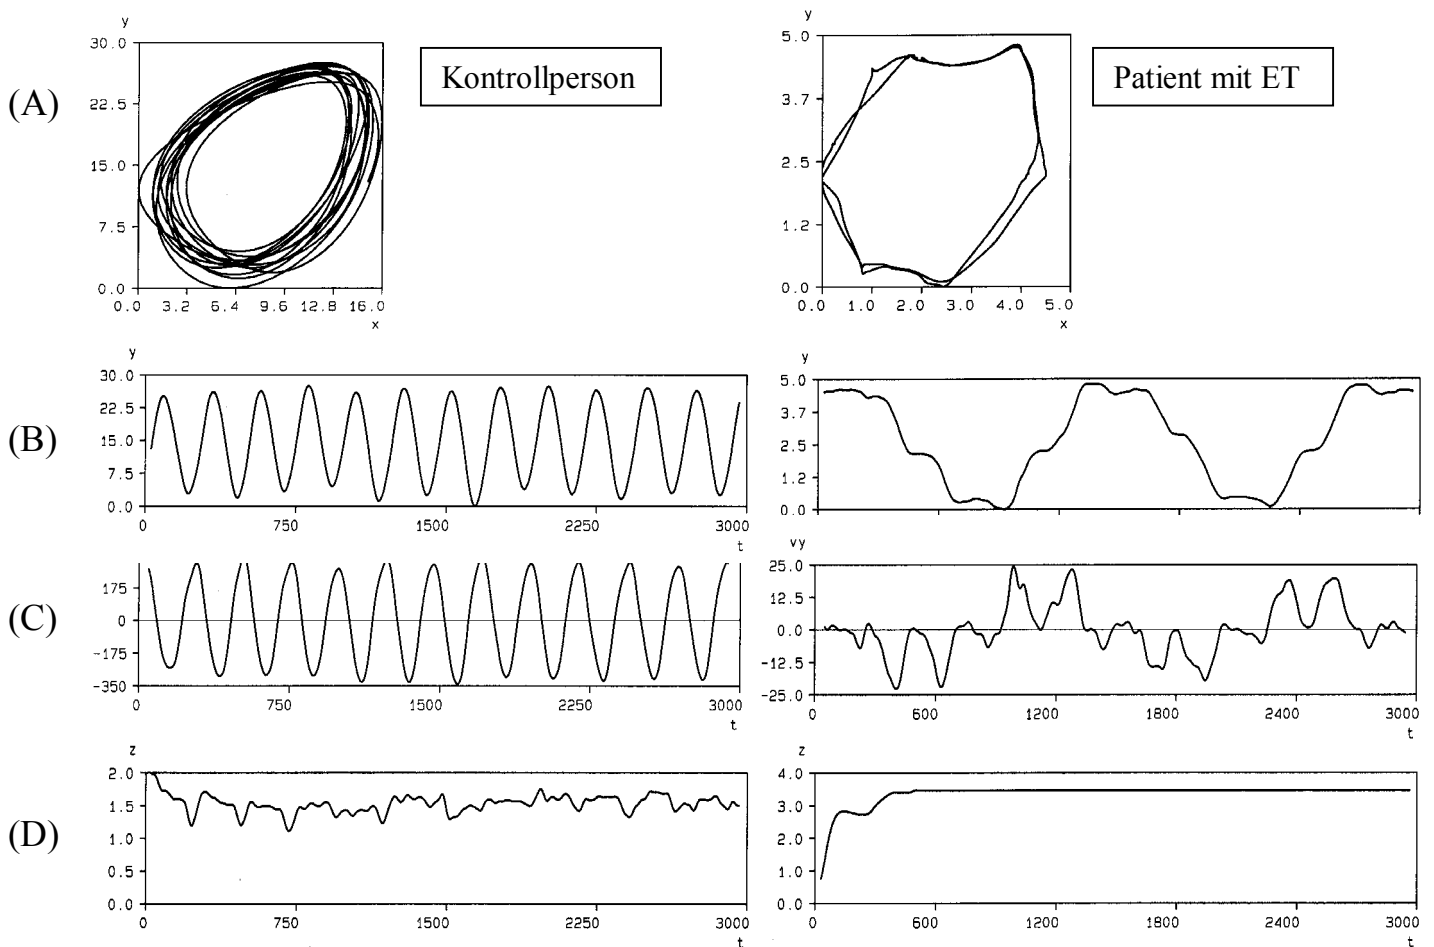 (A)
y
30.0
22.5
15.0
7.5
0.0
0.0 3.2 6.4 9.6 12.8 16.0
x
Kontrollperson
y
5.0
3.7
2.5
1.2
0.0
0.0 1.0 2.0 3.0 4.0 5.0
x
Patient mit ET
(B)
y
30.0
22.5
15.0
7.5
0.0
0 750 1500 2250 3000
t
y
5.0
3.7
2.5
1.2
0.0
(C)
175
0
-175
-350
0 750 1500 2250 3000
t
vy
25.0
12.5
0.0
-12.5
-25.0
0 600 1200 1800 2400 3000
t
(D)
z
2.0
1.5
1.0
0.5
0.0
0 750 1500 2250 3000
t
z
4.0
3.0
2.0
1.0
0.0
0 600 1200 1800 2400 3000
t